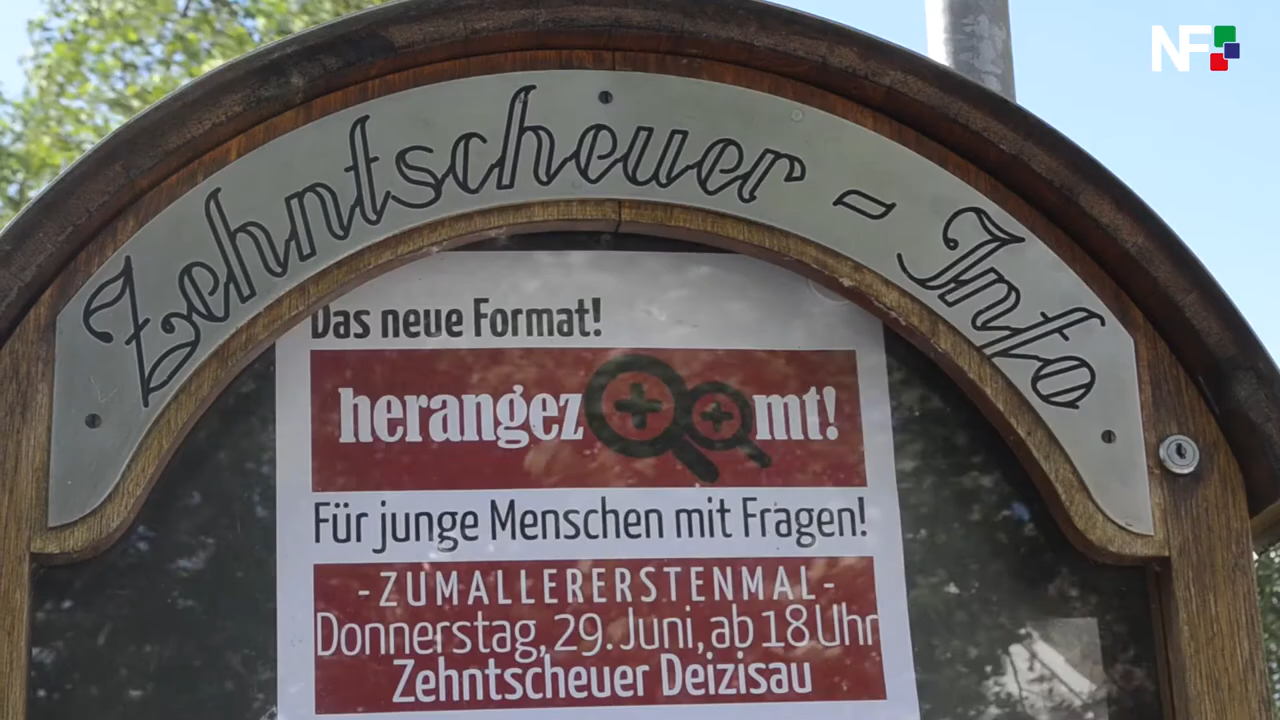 NF
Zehntscheuer - Info
Das neue Format!
herangezoomt!
Für junge Menschen mit Fragen!
-ZUMALLERERSTENMAL-
Donnerstag, 29. Juni, ab 18 Uhr
Zehntscheuer Deizisau